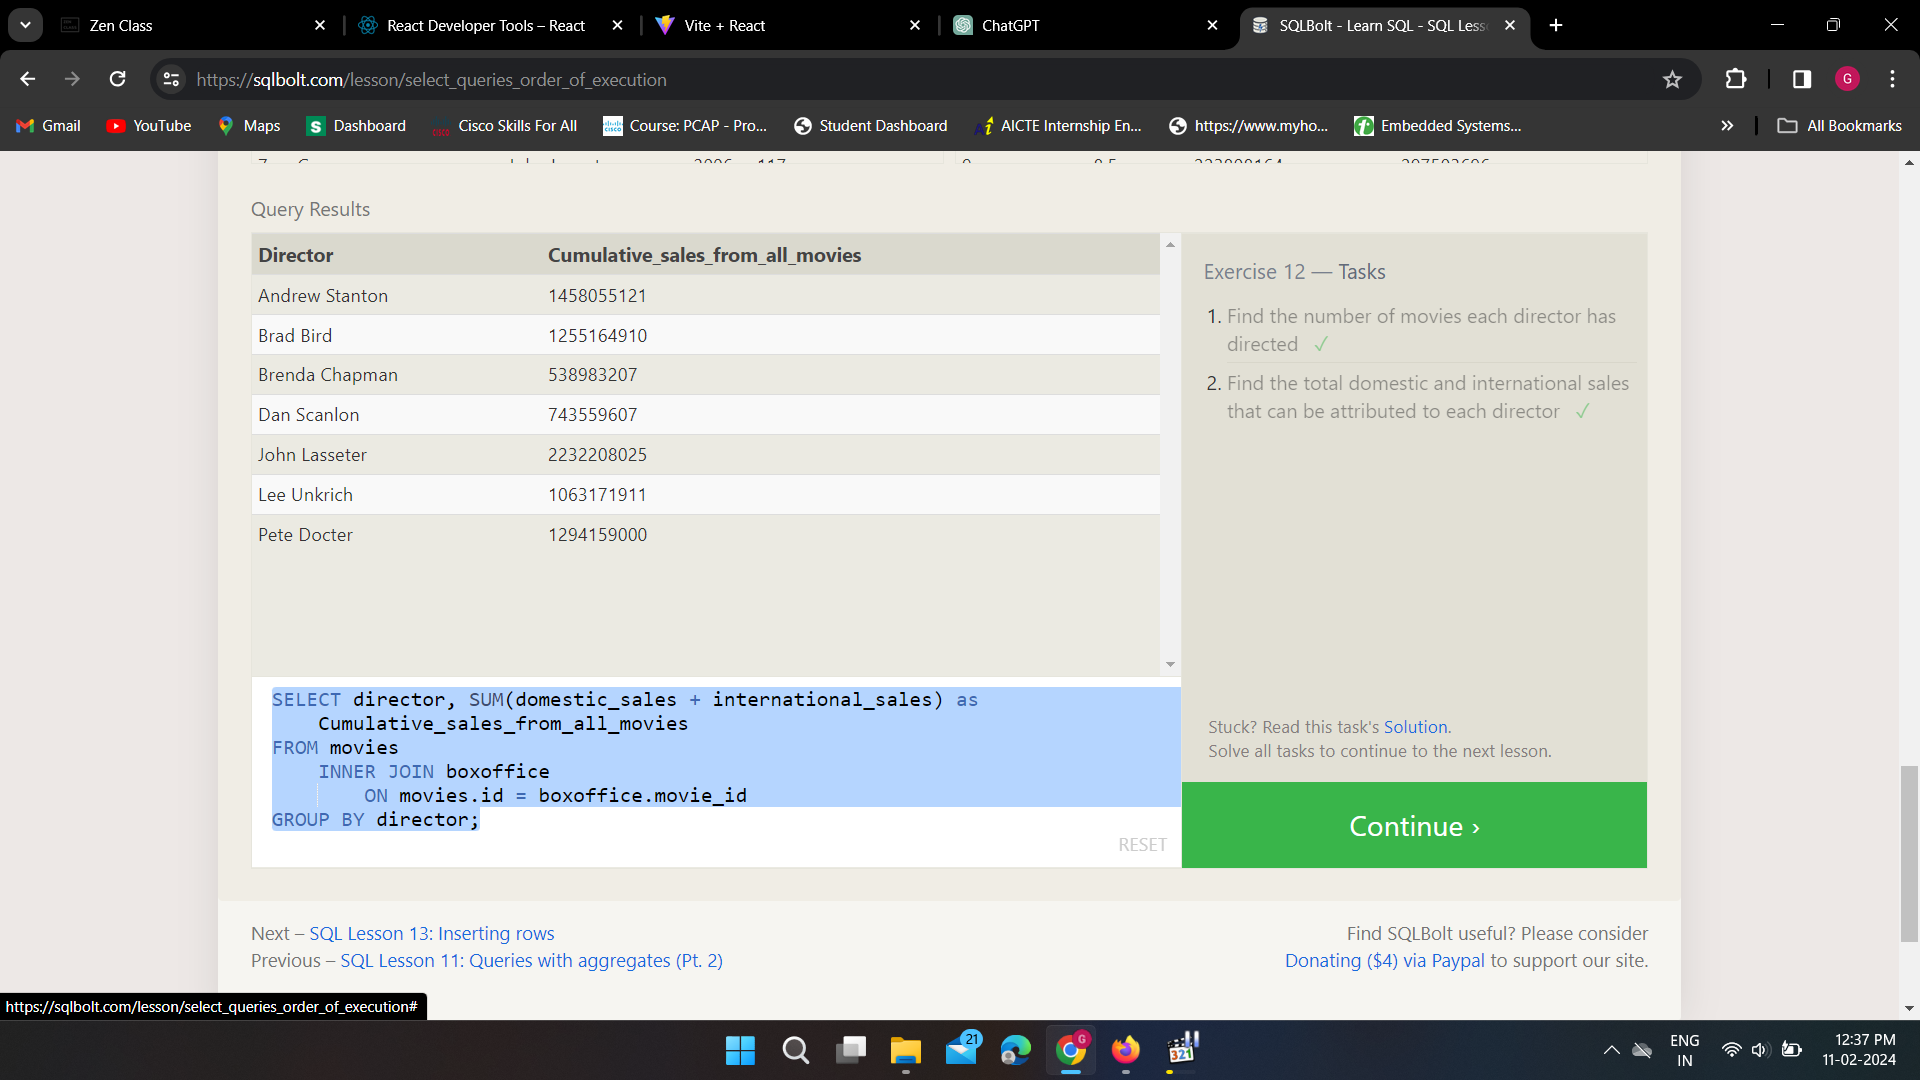 Zen Class
React Developer Tools – React
Vite + React
ChatGPT
SQLBolt - Learn SQL - SQL Less
https://sqlbolt.com/lesson/select_queries_order_of_execution
G
Gmail
YouTube
Maps
Dashboard
Cisco Skills For All
Course: PCAP - Pro...
Student Dashboard
AICTE Internship En...
https://www.myho...
Embedded Systems...
All Bookmarks
Query Results
Director Cumulative_sales_from_all_movies
Andrew Stanton 1458055121
Brad Bird 1255164910
Brenda Chapman 538983207
Dan Scanlon 743559607
John Lasseter 2232208025
Lee Unkrich 1063171911
Pete Docter 1294159000
Exercise 12 — Tasks
1. Find the number of movies each director has
directed ✓
2. Find the total domestic and international sales
that can be attributed to each director ✓
SELECT director, SUM(domestic_sales + international_sales) as
Cumulative_sales_from_all_movies
FROM movies
INNER JOIN boxoffice
ON movies.id = boxoffice.movie_id
GROUP BY director;
RESET
Stuck? Read this task's Solution.
Solve all tasks to continue to the next lesson.
Continue ›
Next – SQL Lesson 13: Inserting rows
Previous – SQL Lesson 11: Queries with aggregates (Pt. 2)
Find SQLBolt useful? Please consider
Donating ($4) via Paypal to support our site.
https://sqlbolt.com/lesson/select_queries_order_of_execution#
21
G
321
ENG
IN
12:37 PM
11-02-2024